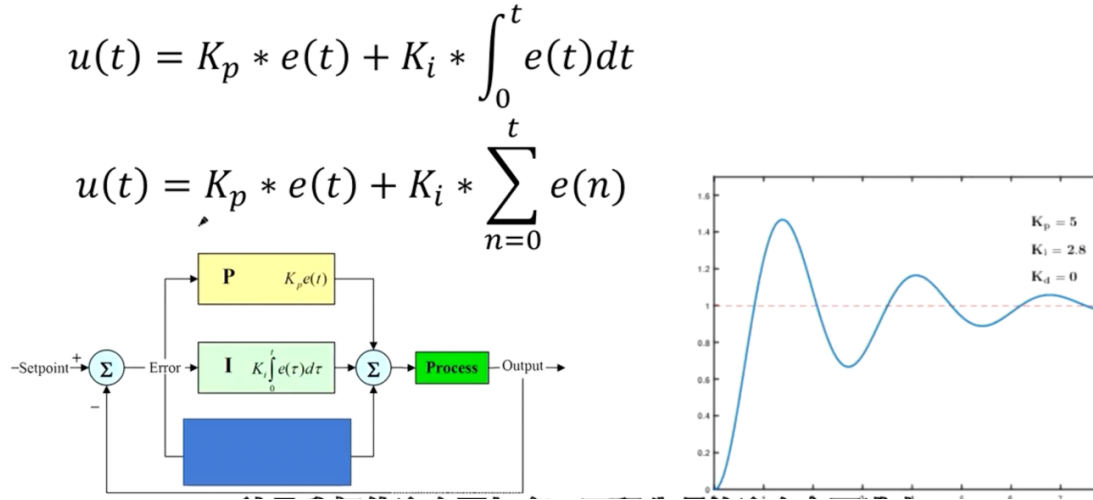 u(t) = K_p * e(t) + K_i * ∫_0^t e(t)dt
u(t) = K_p * e(t) + K_i * ∑_{n=0}^t e(n)
P K_p e(t)
Setpoint + Σ Error I K_i ∫_0^t e(τ)dτ Σ Process Output
−
K_p = 5
K_i = 2.8
K_d = 0
1.6
1.4
1.2
1
0.8
0.6
0.4
0.2
0